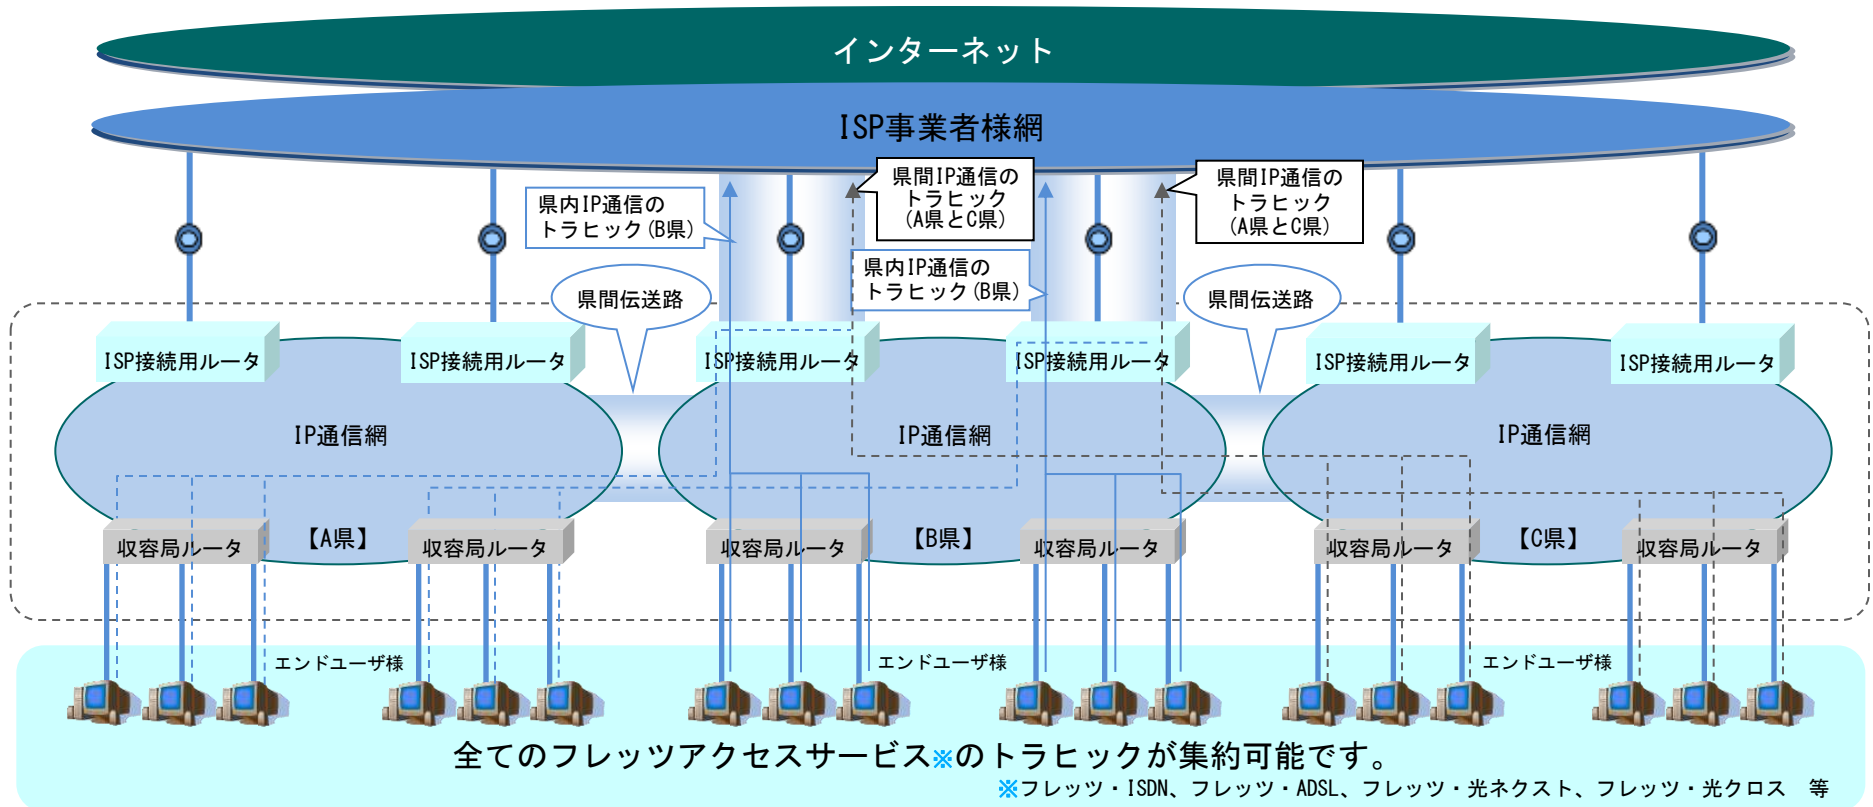 インターネット
ISP事業者様網
県内IP通信の
トラヒック(B県)
県間IP通信の
トラヒック
(A県とC県)
県内IP通信の
トラヒック(B県)
県間IP通信の
トラヒック
(A県とC県)
県間伝送路
県間伝送路
ISP接続用ルータ
ISP接続用ルータ
ISP接続用ルータ
ISP接続用ルータ
ISP接続用ルータ
ISP接続用ルータ
IP通信網
IP通信網
IP通信網
収容局ルータ
【A県】
収容局ルータ
収容局ルータ
【B県】
収容局ルータ
収容局ルータ
【C県】
収容局ルータ
エンドユーザ様
エンドユーザ様
エンドユーザ様
全てのフレッツアクセスサービス※のトラヒックが集約可能です。
※フレッツ・ISDN、フレッツ・ADSL、フレッツ・光ネクスト、フレッツ・光クロス 等